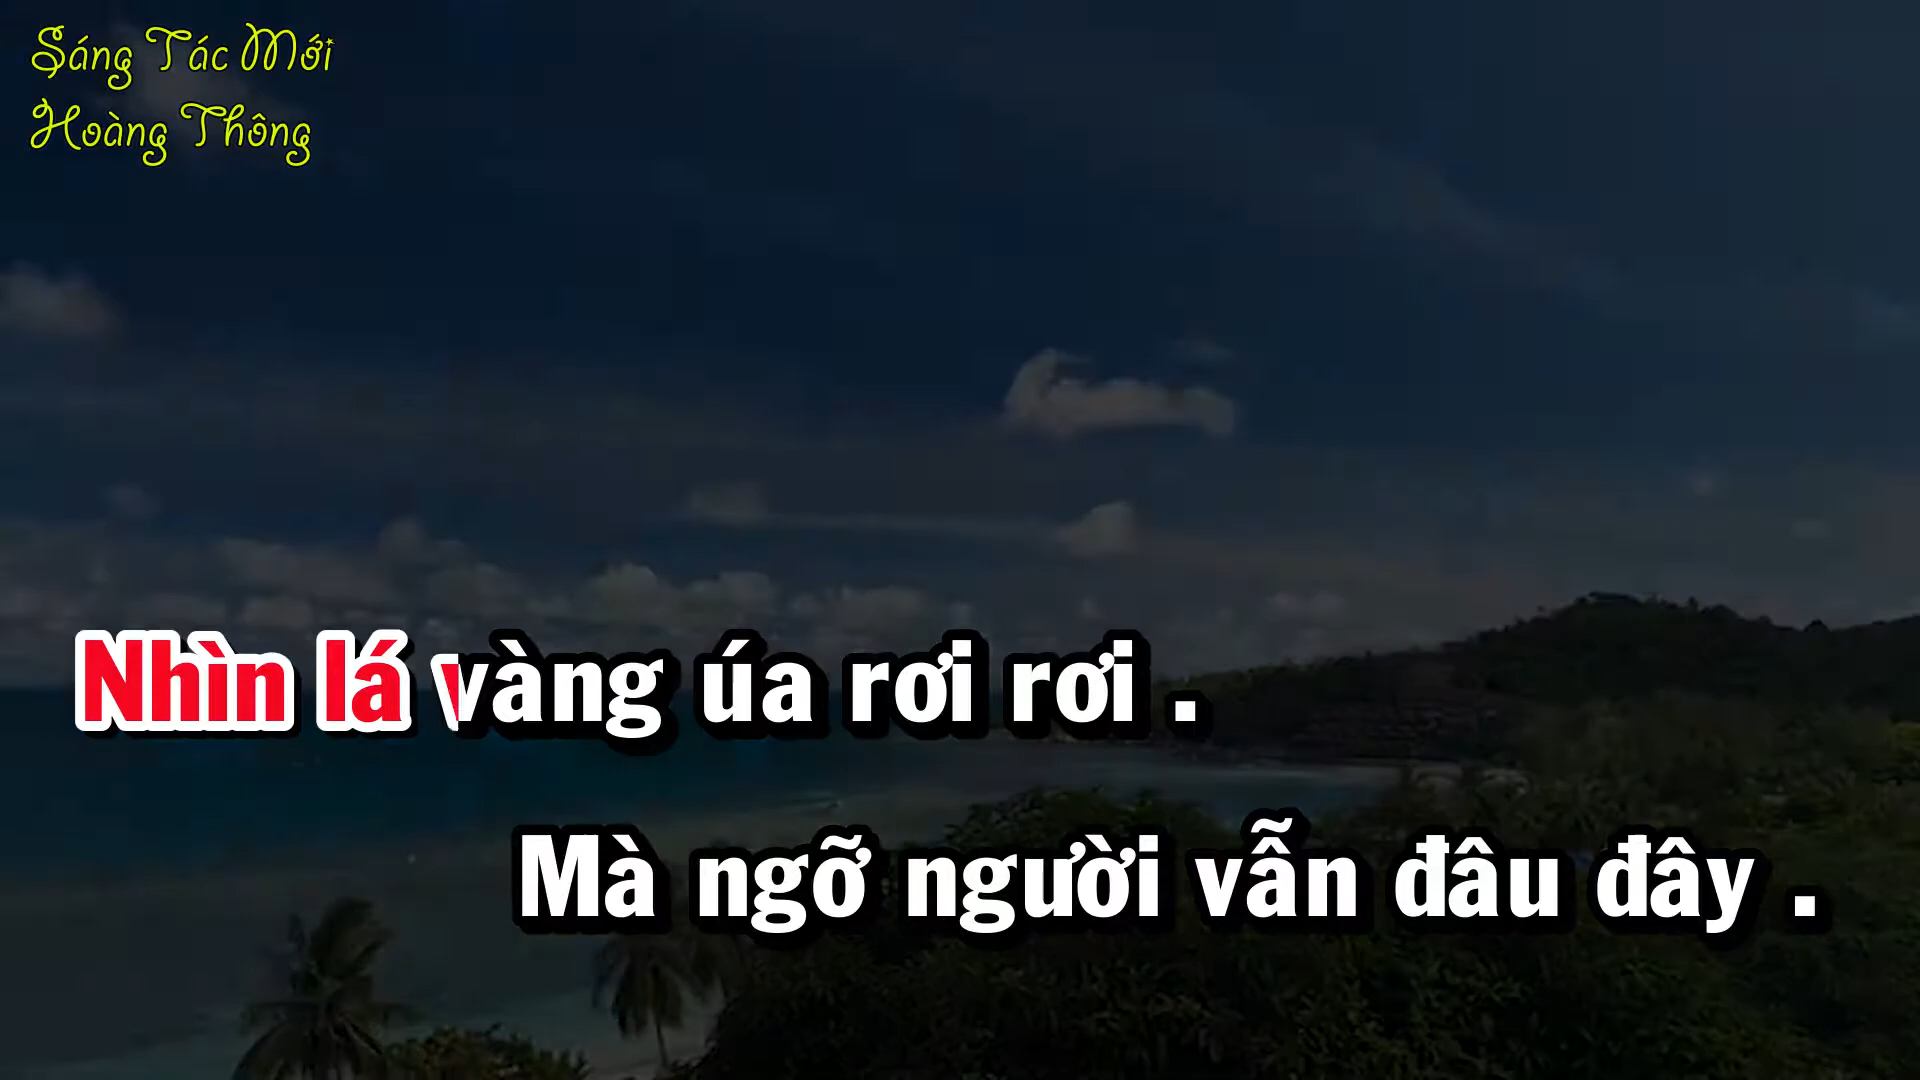 Sáng Tác Mới
Hoàng Thông
Nhìn lá vàng úa rơi rơi .
Mà ngỡ người vẫn đâu đây .